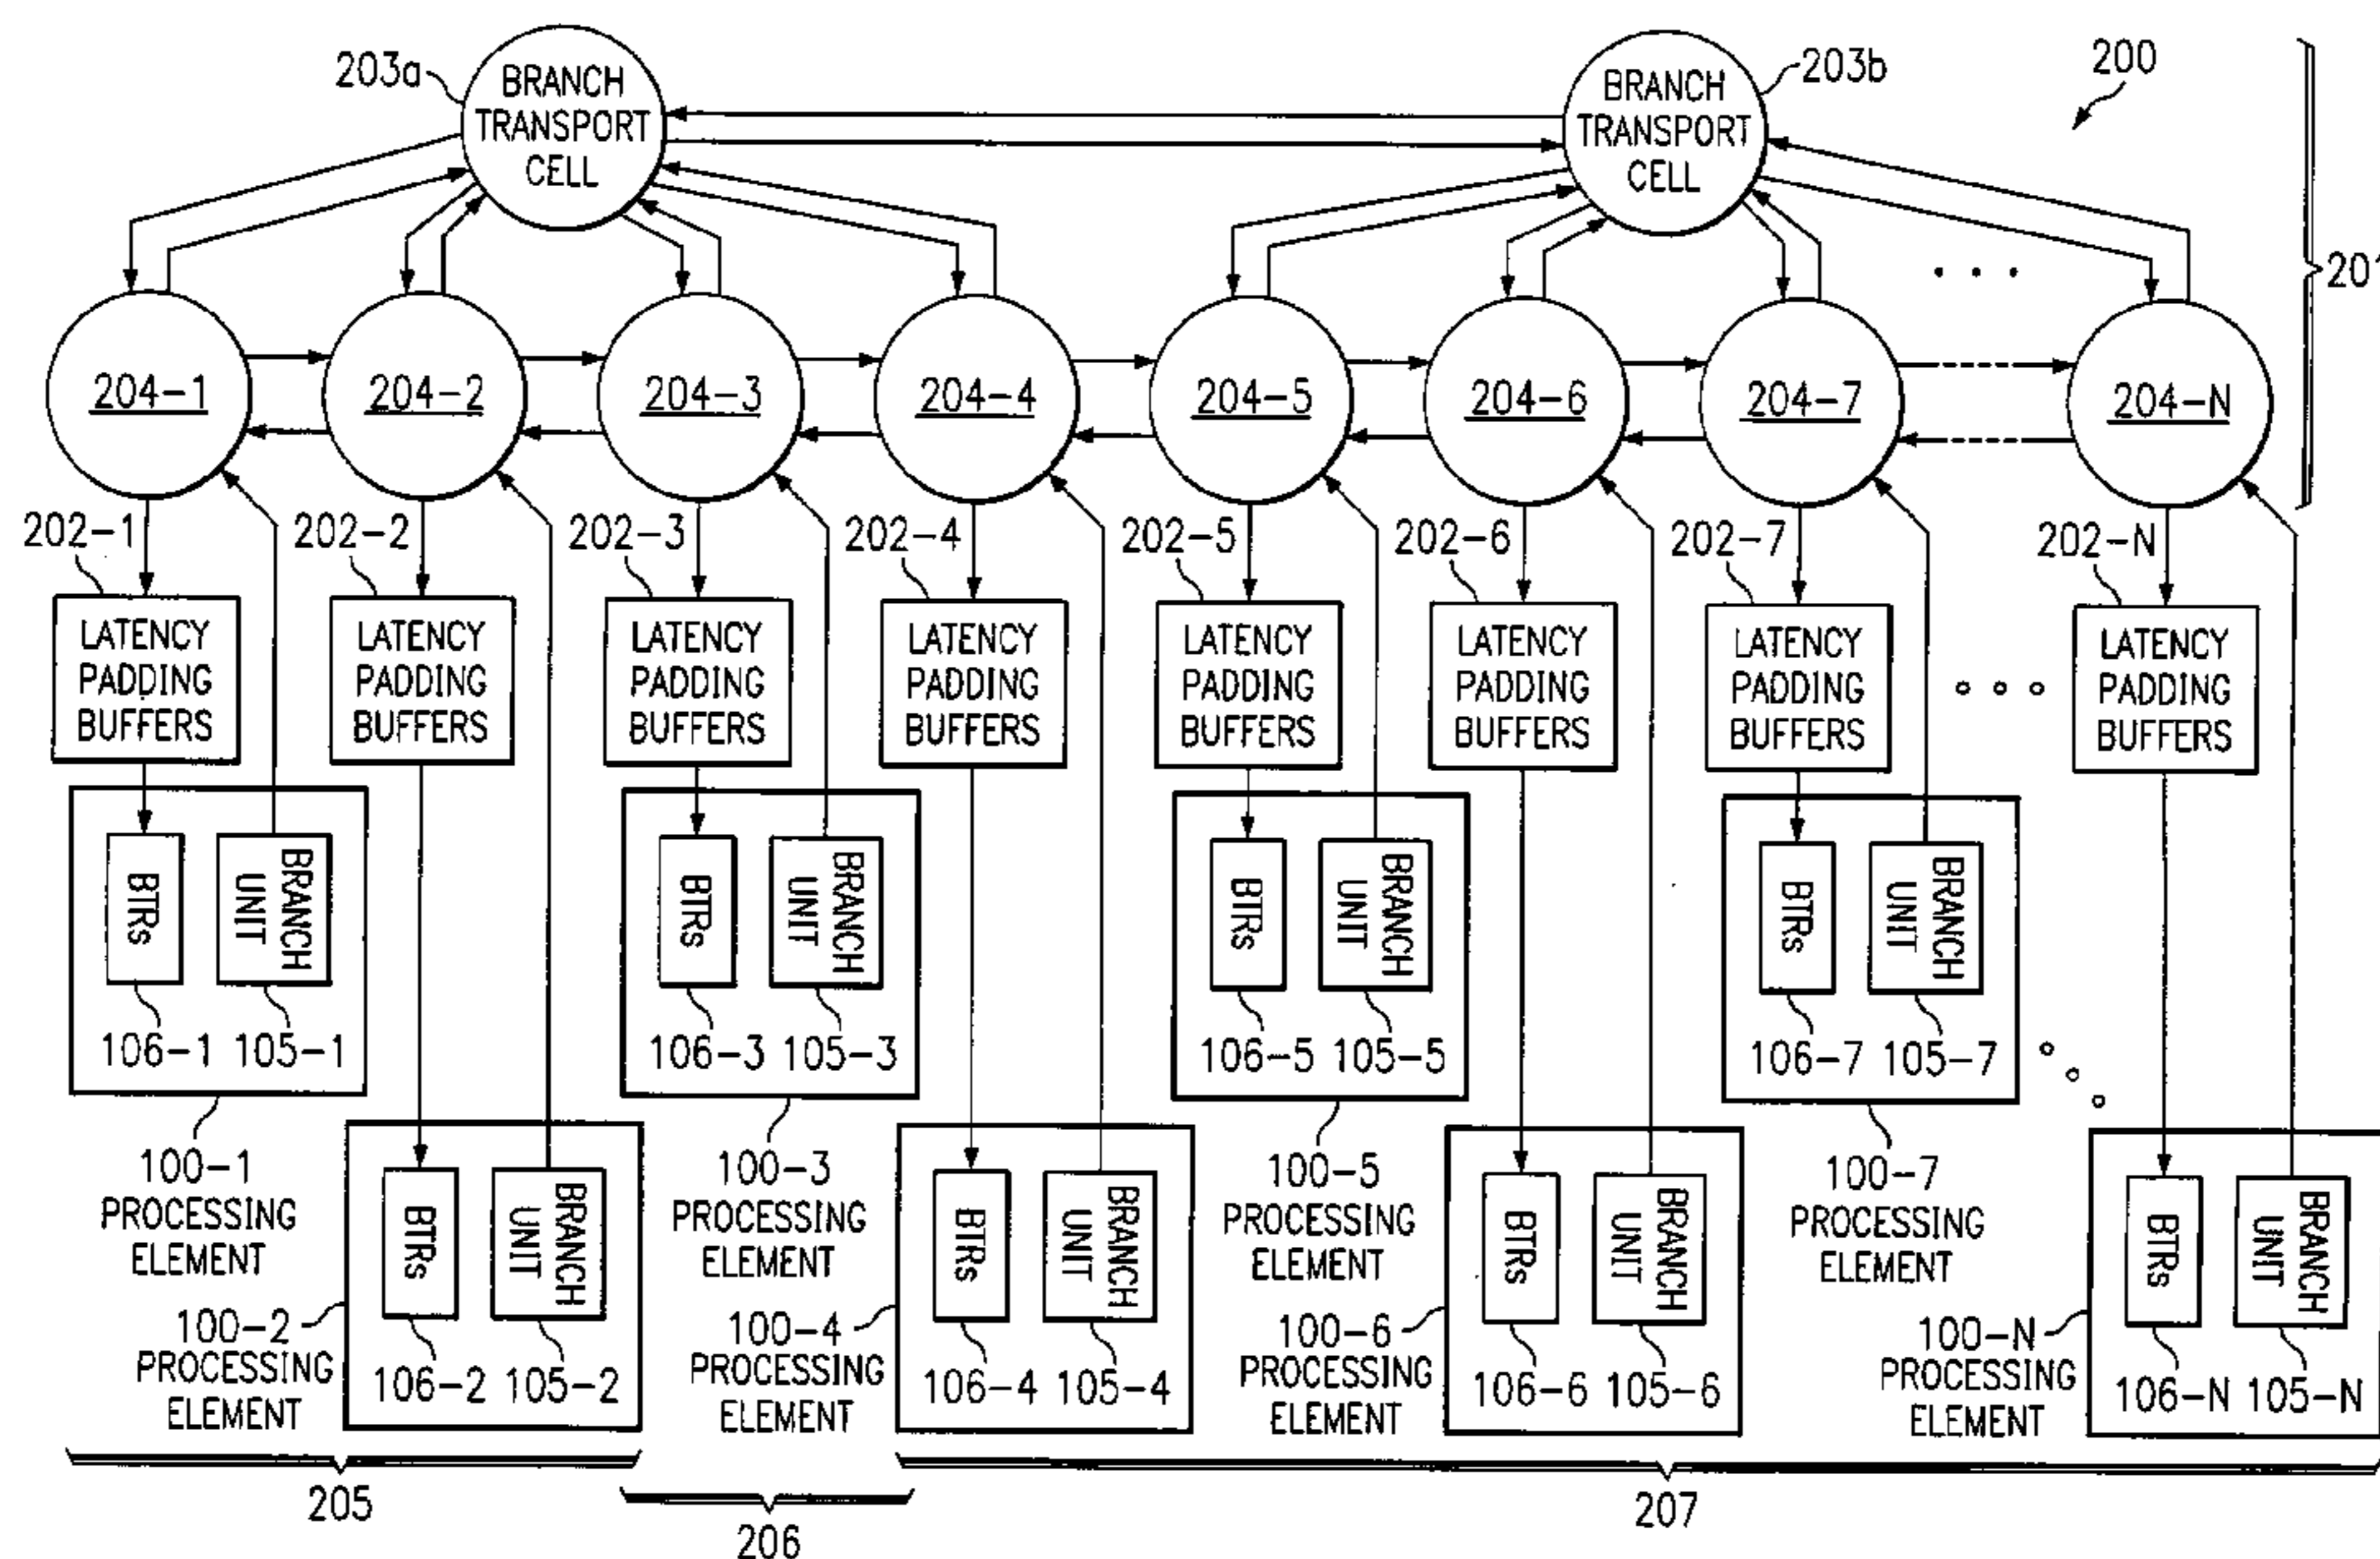 203a
BRANCH
TRANSPORT
CELL
BRANCH
TRANSPORT
CELL
203b
200
201
204-1
204-2
204-3
204-4
204-5
204-6
204-7
204-N
202-1
202-2
202-3
202-4
202-5
202-6
202-7
202-N
LATENCY
PADDING
BUFFERS
LATENCY
PADDING
BUFFERS
LATENCY
PADDING
BUFFERS
LATENCY
PADDING
BUFFERS
LATENCY
PADDING
BUFFERS
LATENCY
PADDING
BUFFERS
LATENCY
PADDING
BUFFERS
LATENCY
PADDING
BUFFERS
BTRs
BRANCH
UNIT
BTRs
BRANCH
UNIT
BTRs
BRANCH
UNIT
BTRs
BRANCH
UNIT
106-1
105-1
106-3
105-3
106-5
105-5
106-7
105-7
100-1
PROCESSING
ELEMENT
100-3
PROCESSING
ELEMENT
100-5
PROCESSING
ELEMENT
100-7
PROCESSING
ELEMENT
BTRs
BRANCH
UNIT
BTRs
BRANCH
UNIT
BTRs
BRANCH
UNIT
BTRs
BRANCH
UNIT
100-2
PROCESSING
ELEMENT
106-2
105-2
100-4
PROCESSING
ELEMENT
106-4
105-4
100-6
PROCESSING
ELEMENT
106-6
105-6
100-N
PROCESSING
ELEMENT
106-N
105-N
205
206
207